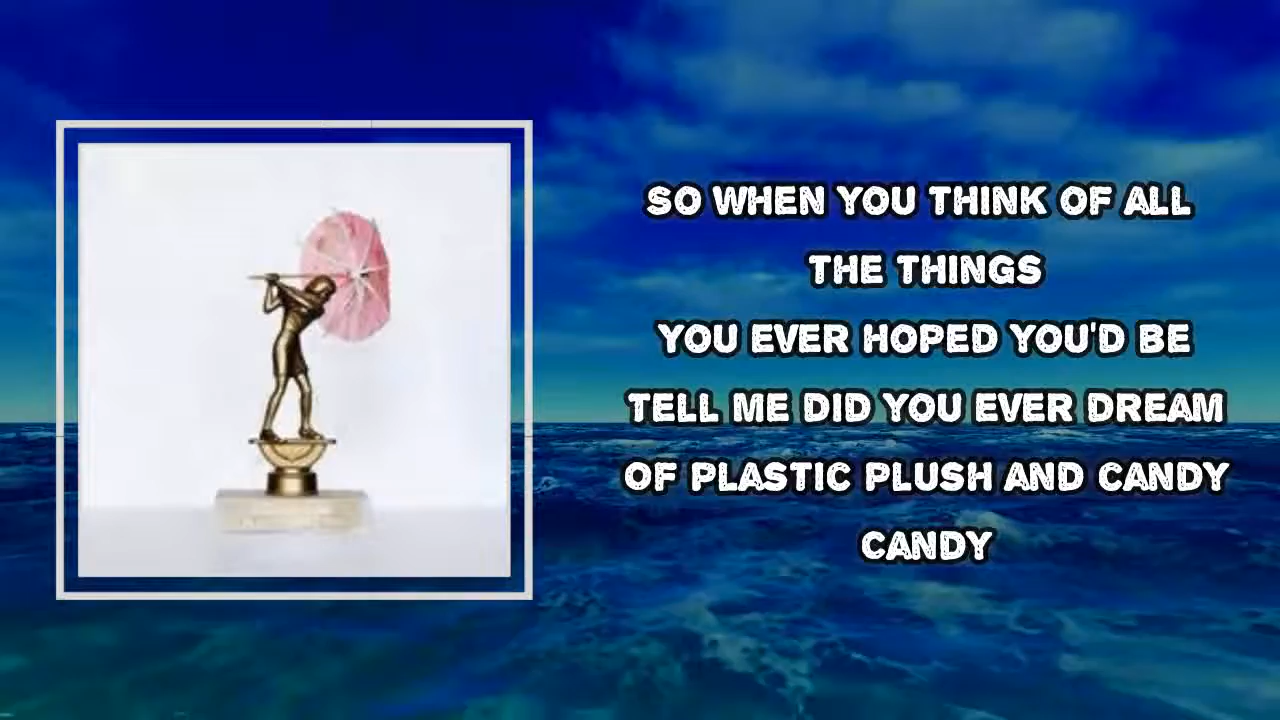 SO WHEN YOU THINK OF ALL
THE THINGS
YOU EVER HOPED YOU'D BE
TELL ME DID YOU EVER DREAM
OF PLASTIC PLUSH AND CANDY
CANDY